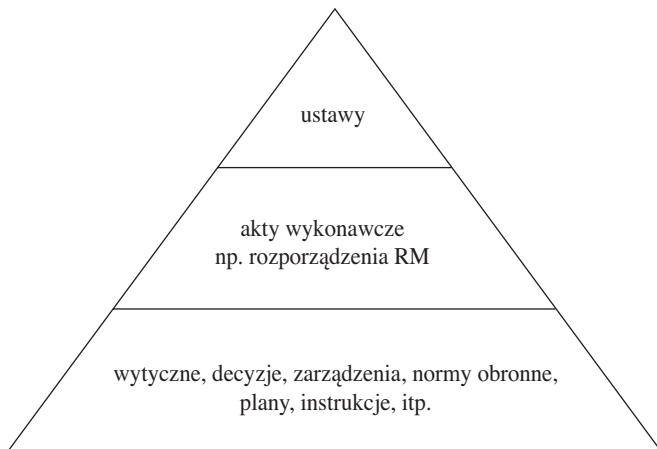 ustawy
akty wykonawcze
np. rozporządzenia RM
wytyczne, decyzje, zarządzenia, normy obronne,
plany, instrukcje, itp.